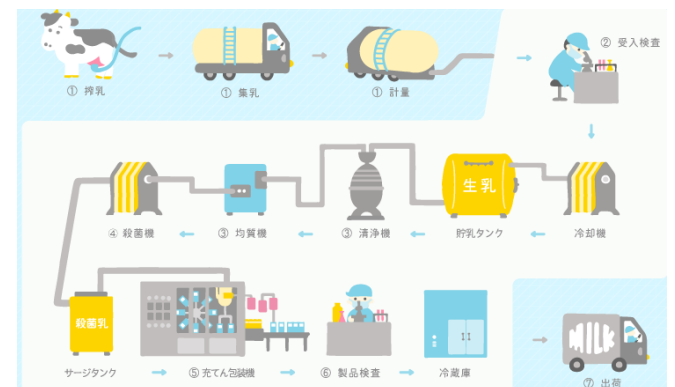 ① 搾乳
① 集乳
① 計量
② 受入検査
冷却機
生乳
貯乳タンク
③ 清浄機
③ 均質機
④ 殺菌機
殺菌乳
サージタンク
⑤ 充てん包装機
⑥ 製品検査
冷蔵庫
MILK
⑦ 出荷